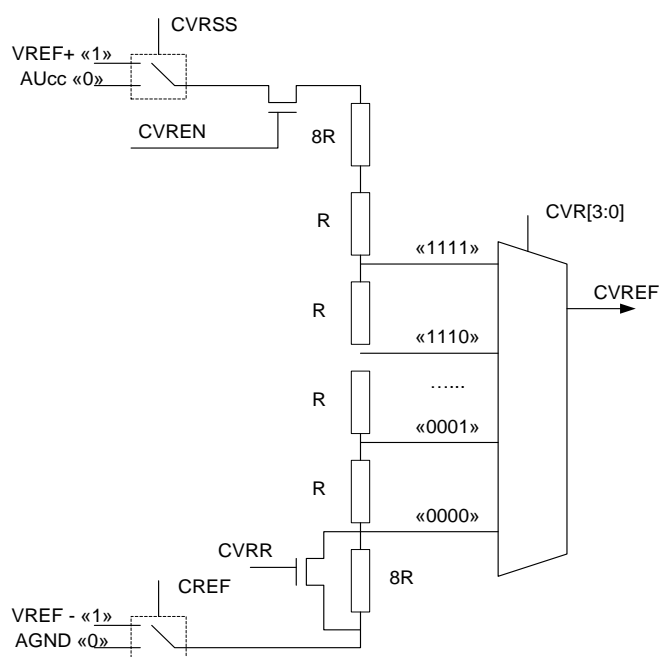 CVRSS
VREF+ «1»
AUcc «0»
CVREN
8R
R
CVR[3:0]
«1111»
CVREF
R
«1110»
…...
R
«0001»
R
«0000»
CVRR
8R
CREF
VREF - «1»
AGND «0»